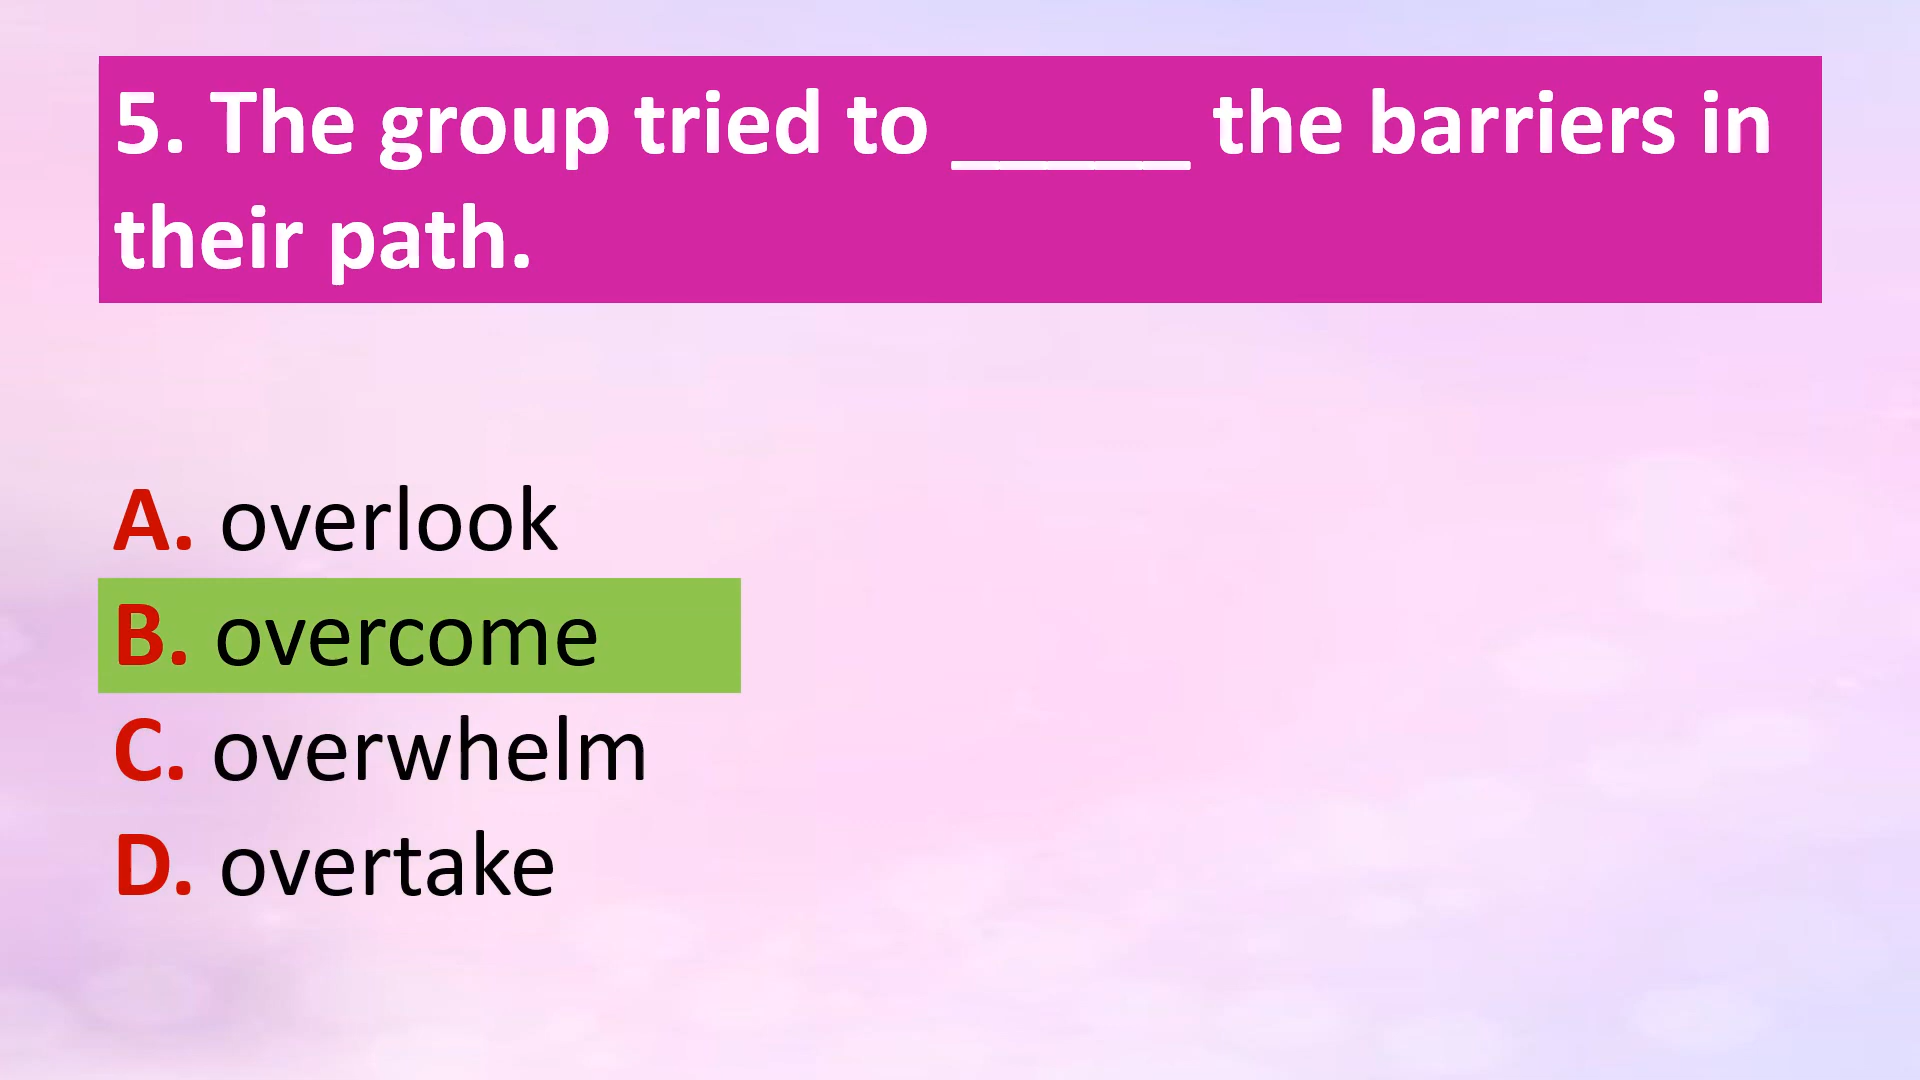 5. The group tried to _____ the barriers in
their path.
A. overlook
B. overcome
C. overwhelm
D. overtake